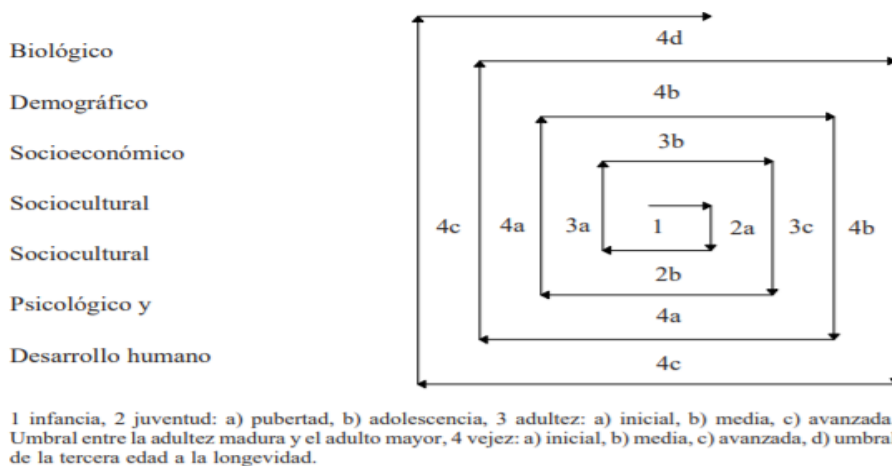 Biológico
Demográfico
Socioeconómico
Sociocultural
Sociocultural
Psicológico y
Desarrollo humano
4d
4b
3b
4c 4a 3a 1 2a 3c 4b
2b
4a
4c
1 infancia, 2 juventud: a) pubertad, b) adolescencia, 3 adultez: a) inicial, b) media, c) avanzada
Umbral entre la adultez madura y el adulto mayor, 4 vejez: a) inicial, b) media, c) avanzada, d) umbral
de la tercera edad a la longevidad.